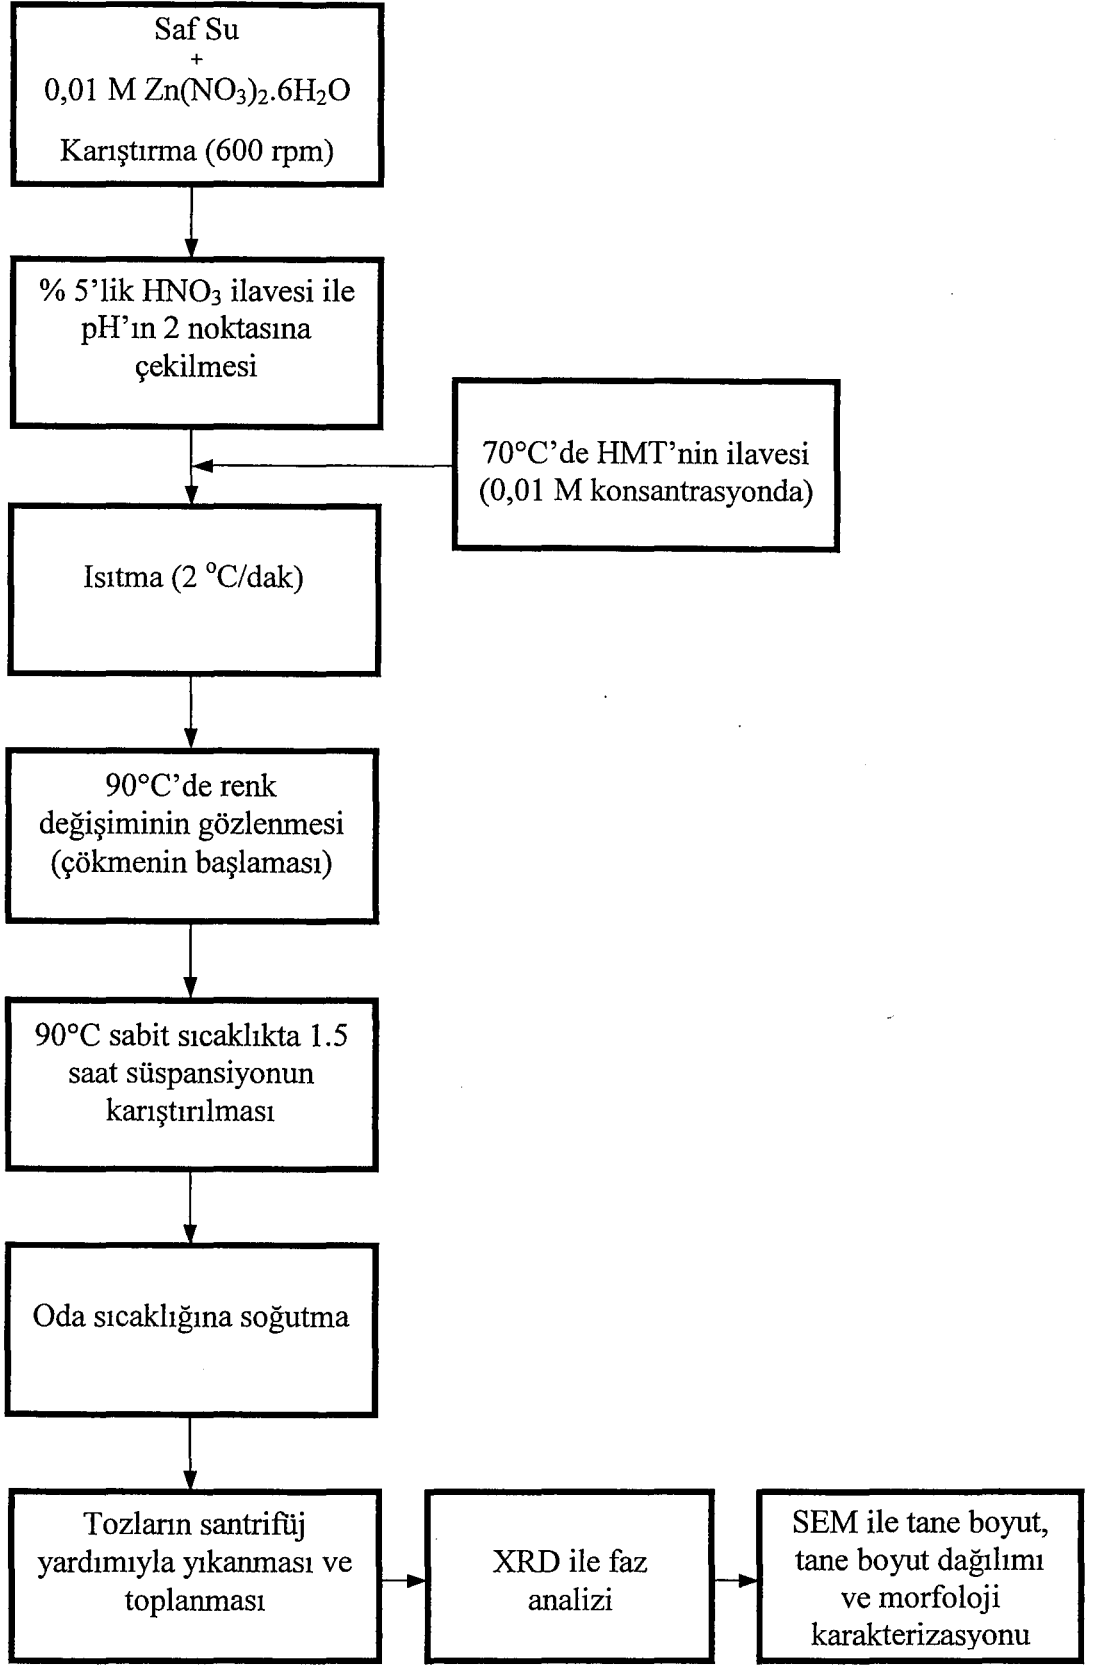 Saf Su
+
0,01 M Zn(NO₃)₂.6H₂O
Karıştırma (600 rpm)
% 5’lik HNO₃ ilavesi ile
pH’ın 2 noktasına
çekilmesi
70°C’de HMT’nin ilavesi
(0,01 M konsantrasyonda)
Isıtma (2 °C/dak)
90°C’de renk
değişiminin gözlenmesi
(çökmenin başlaması)
90°C sabit sıcaklıkta 1.5
saat süspansiyonun
karıştırılması
Oda sıcaklığına soğutma
Tozların santrifüj
yardımıyla yıkanması ve
toplanması
XRD ile faz
analizi
SEM ile tane boyut,
tane boyut dağılımı
ve morfoloji
karakterizasyonu